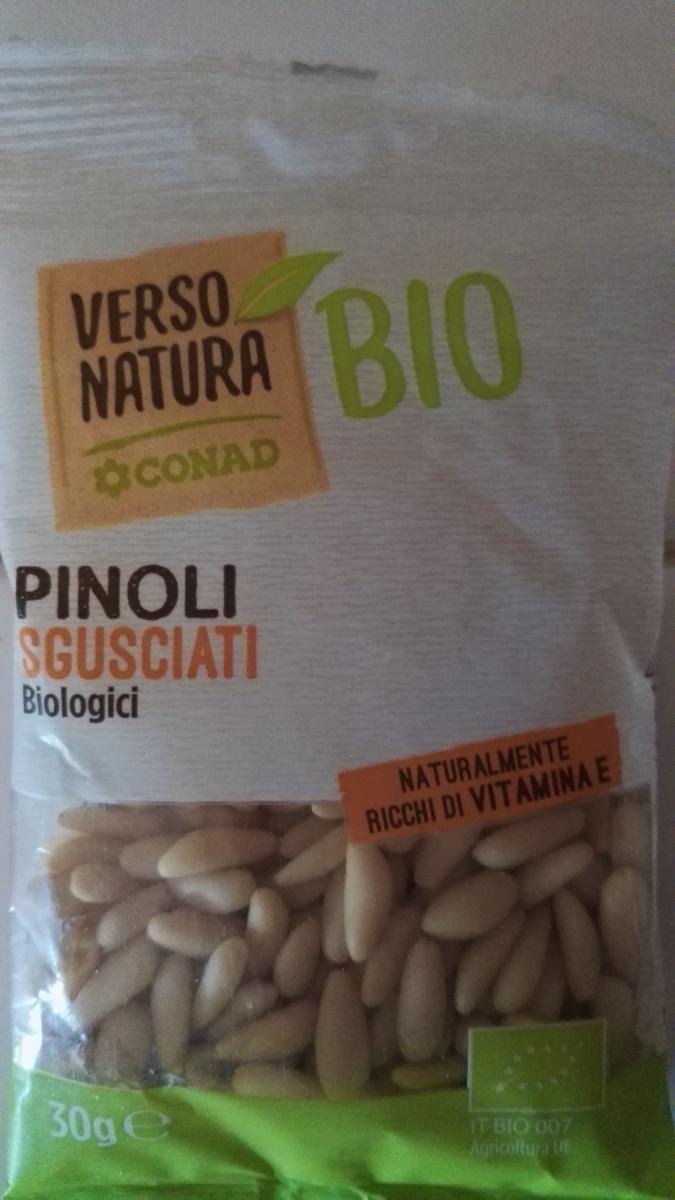 VERSO
NATURA
CONAD
BIO
PINOLI
SGUSCIATI
Biologici
NATURALMENTE
RICCHI DI VITAMINA E
30g e
IT BIO 007
Agricoltura UE